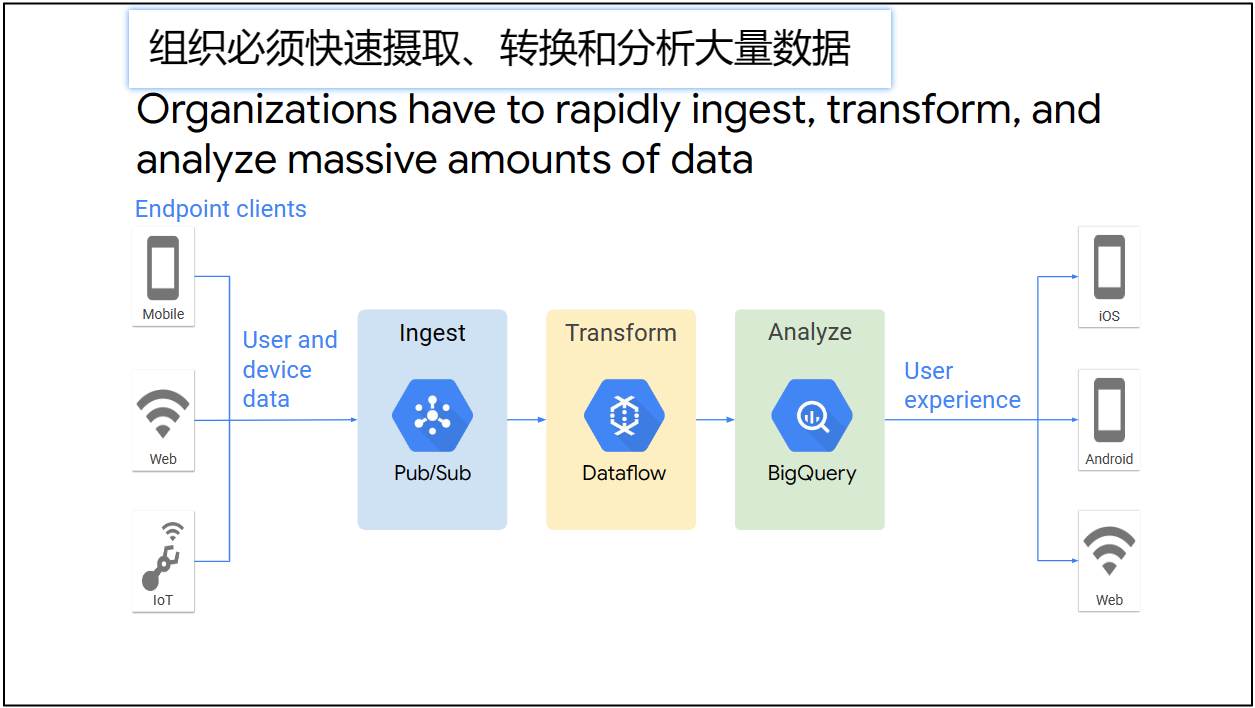 组织必须快速摄取、转换和分析大量数据
Organizations have to rapidly ingest, transform, and
analyze massive amounts of data
Endpoint clients
Mobile
Web
IoT
User and
device
data
Ingest
Pub/Sub
Transform
Dataflow
Analyze
BigQuery
User
experience
iOS
Android
Web